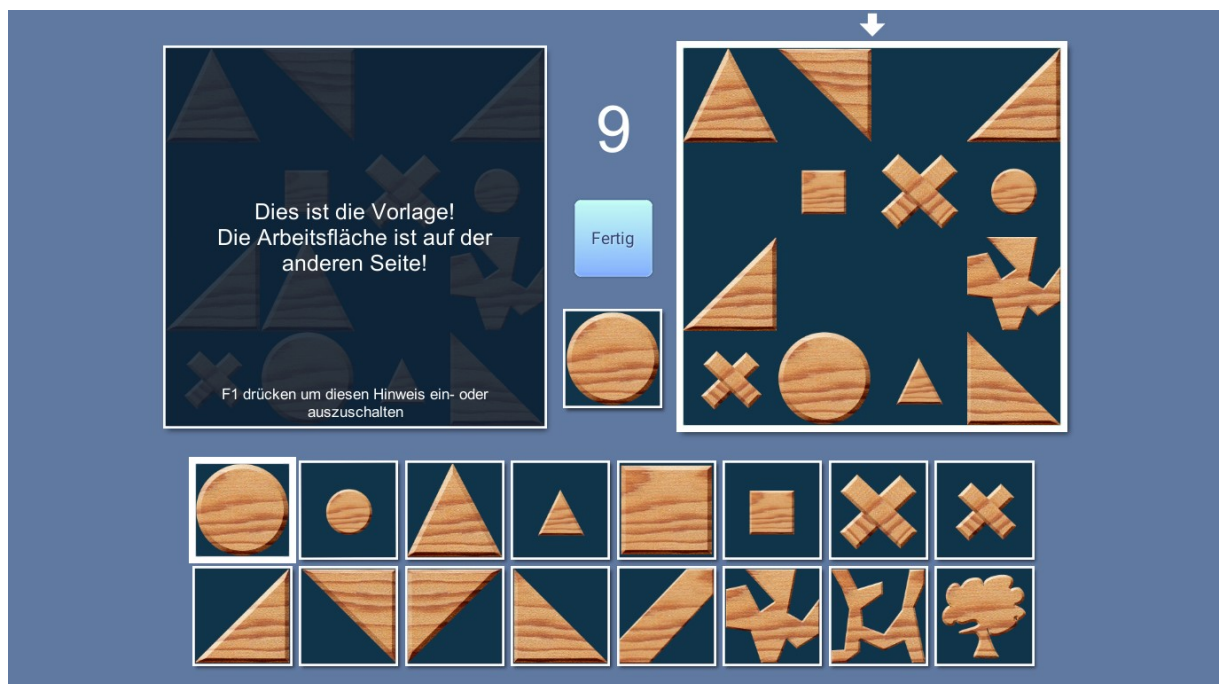 Dies ist die Vorlage!
Die Arbeitsfläche ist auf der
anderen Seite!
F1 drücken um diesen Hinweis ein- oder
auszuschalten
9
Fertig